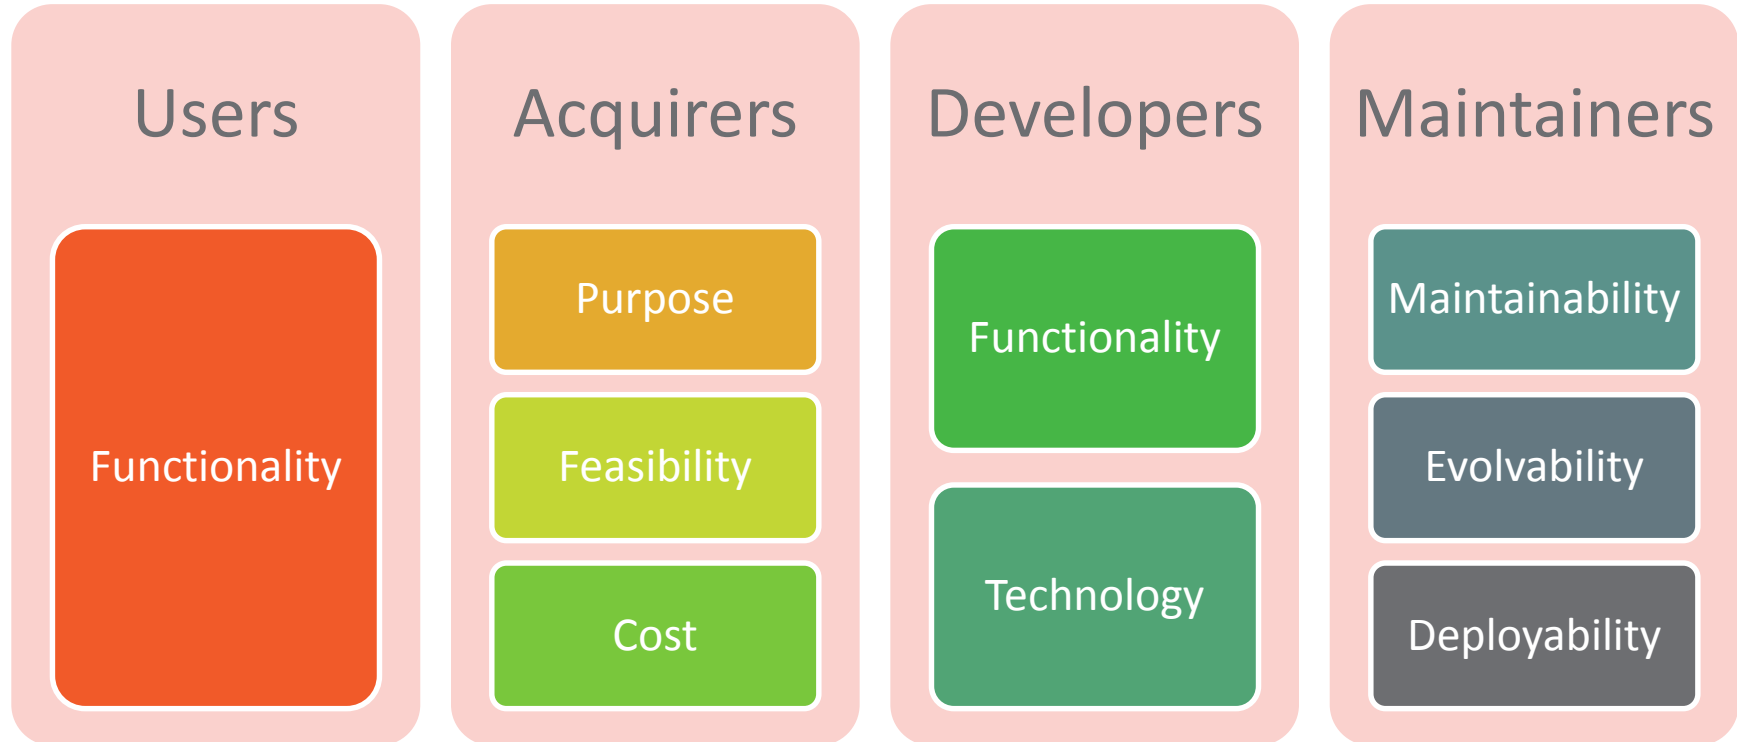 Users
Functionality
Acquirers
Purpose
Feasibility
Cost
Developers
Functionality
Technology
Maintainers
Maintainability
Evolvability
Deployability